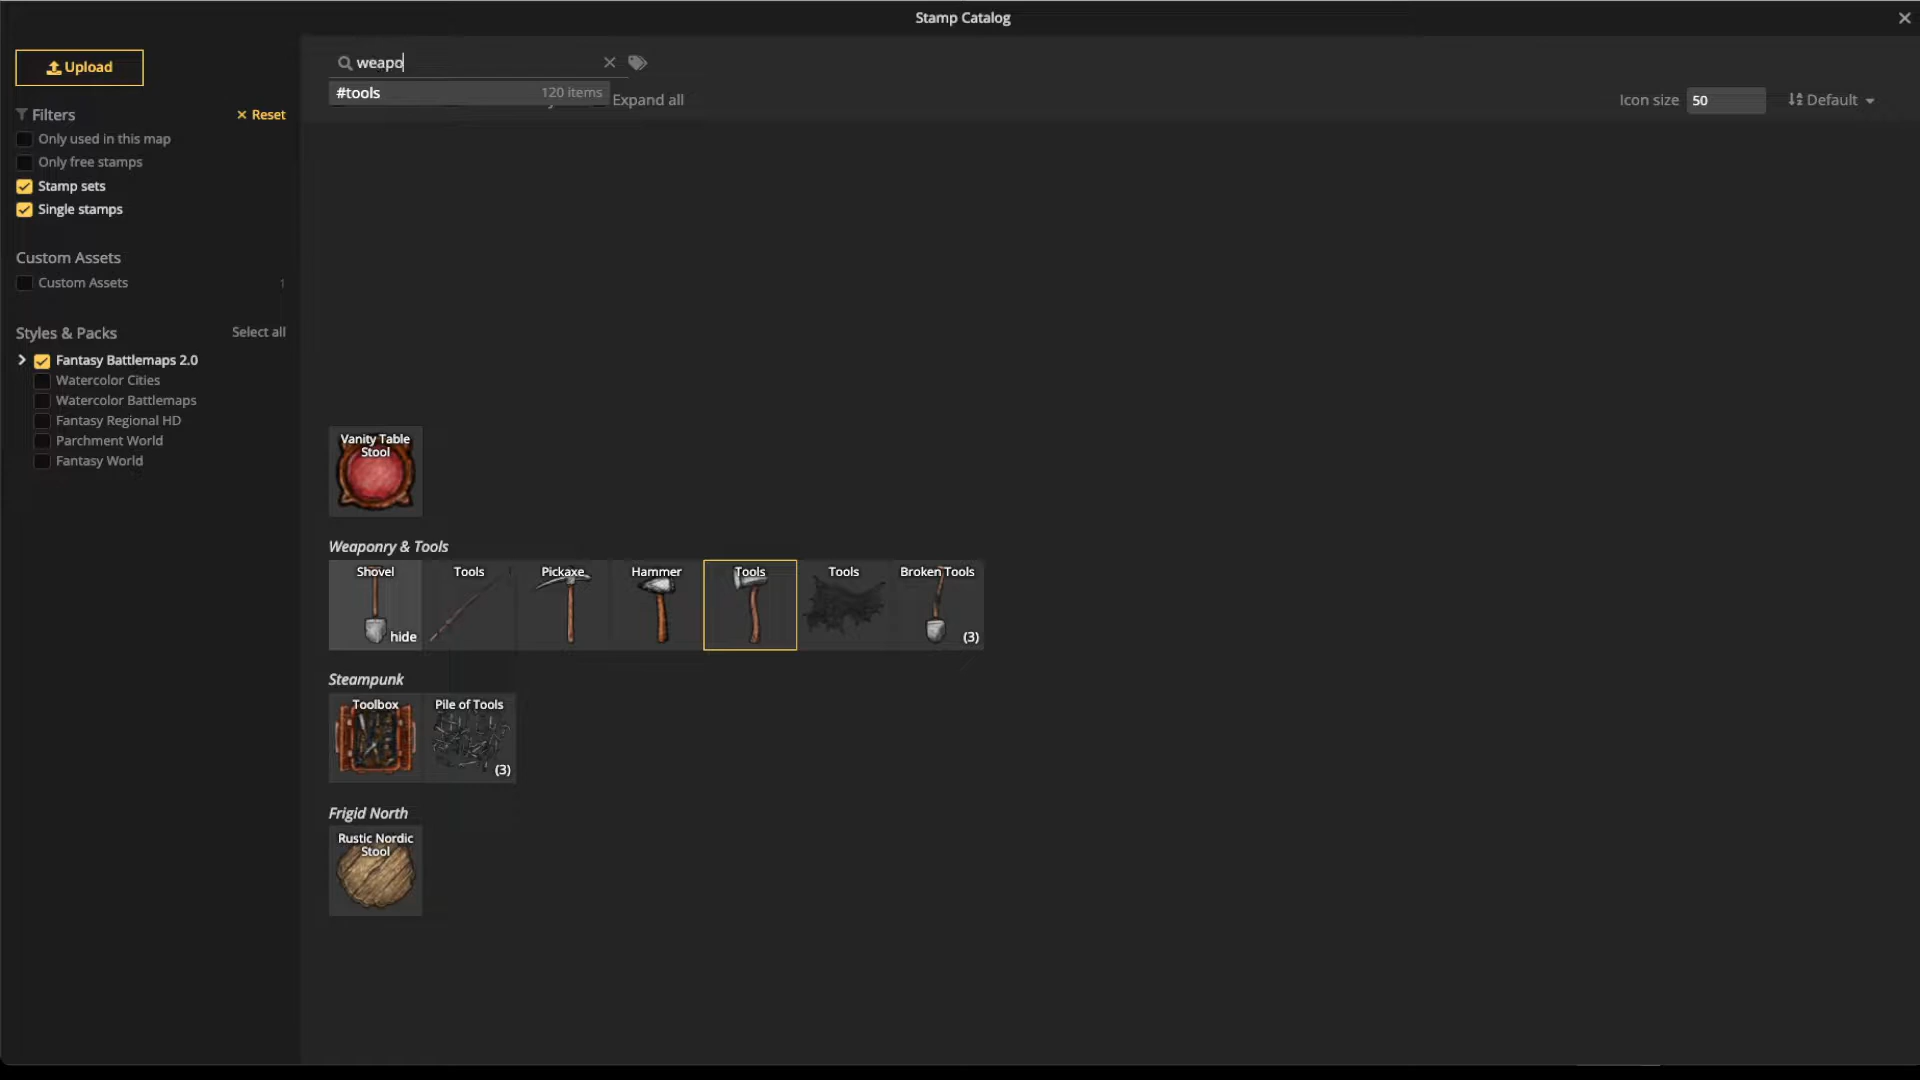 Stamp Catalog
Upload
weapo
#tools 120 items
Expand all
Icon size 50 Default
Filters Reset
Only used in this map
Only free stamps
Stamp sets
Single stamps
Custom Assets
Custom Assets 1
Styles & Packs Select all
Fantasy Battlemaps 2.0
Watercolor Cities
Watercolor Battlemaps
Fantasy Regional HD
Parchment World
Fantasy World
Vanity Table
Stool
Weaponry & Tools
Shovel Tools Pickaxe Hammer Tools Tools Broken Tools
hide (3)
Steampunk
Toolbox Pile of Tools
(3)
Frigid North
Rustic Nordic
Stool